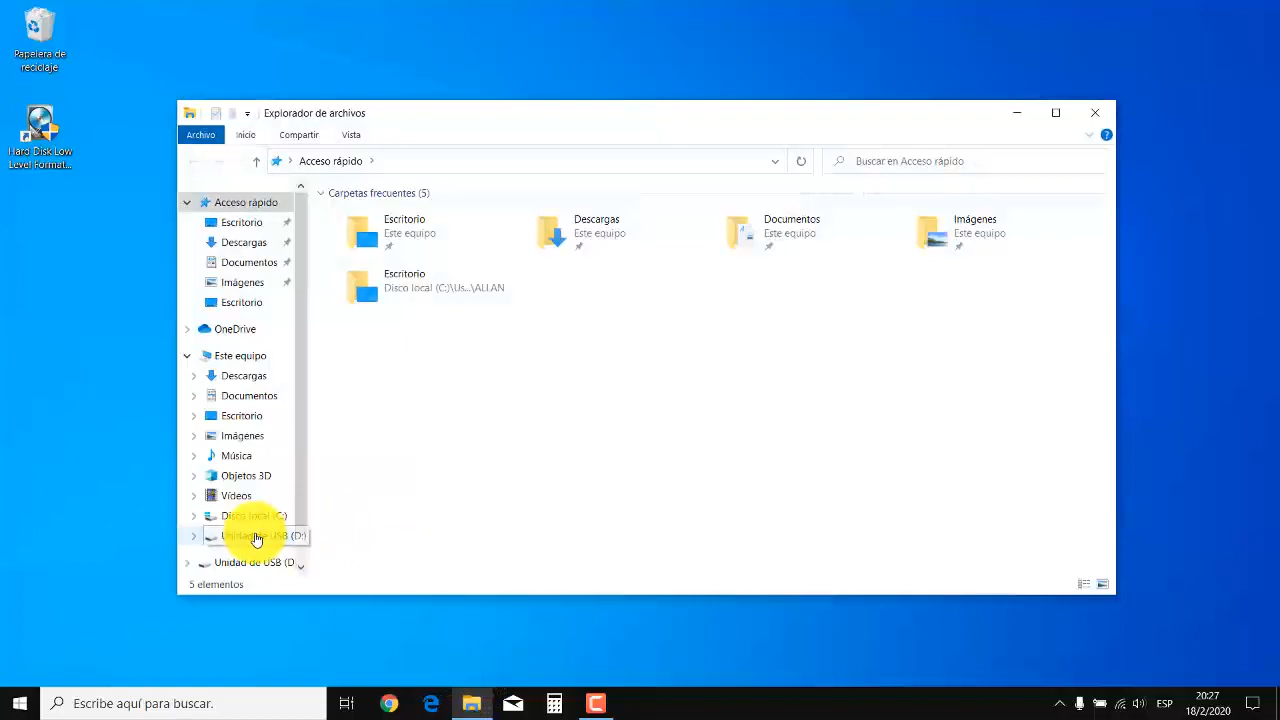 Papelera de
reciclaje
Hard Disk Low
Level Format...
Explorador de archivos
Archivo
Inicio
Compartir
Vista
Acceso rápido
Buscar en Acceso rápido
Acceso rápido
Escritorio
Descargas
Documentos
Imágenes
Escritorio
OneDrive
Este equipo
Descargas
Documentos
Escritorio
Imágenes
Música
Objetos 3D
Vídeos
Disco local (C:)
Unidad de USB (D:)
Unidad de USB (D
Carpetas frecuentes (5)
Escritorio
Este equipo
Descargas
Este equipo
Documentos
Este equipo
Imágenes
Este equipo
Escritorio
Disco local (C:)\Us...\ALLAN
5 elementos
Escribe aquí para buscar.
ESP
20:27
18/2/2020